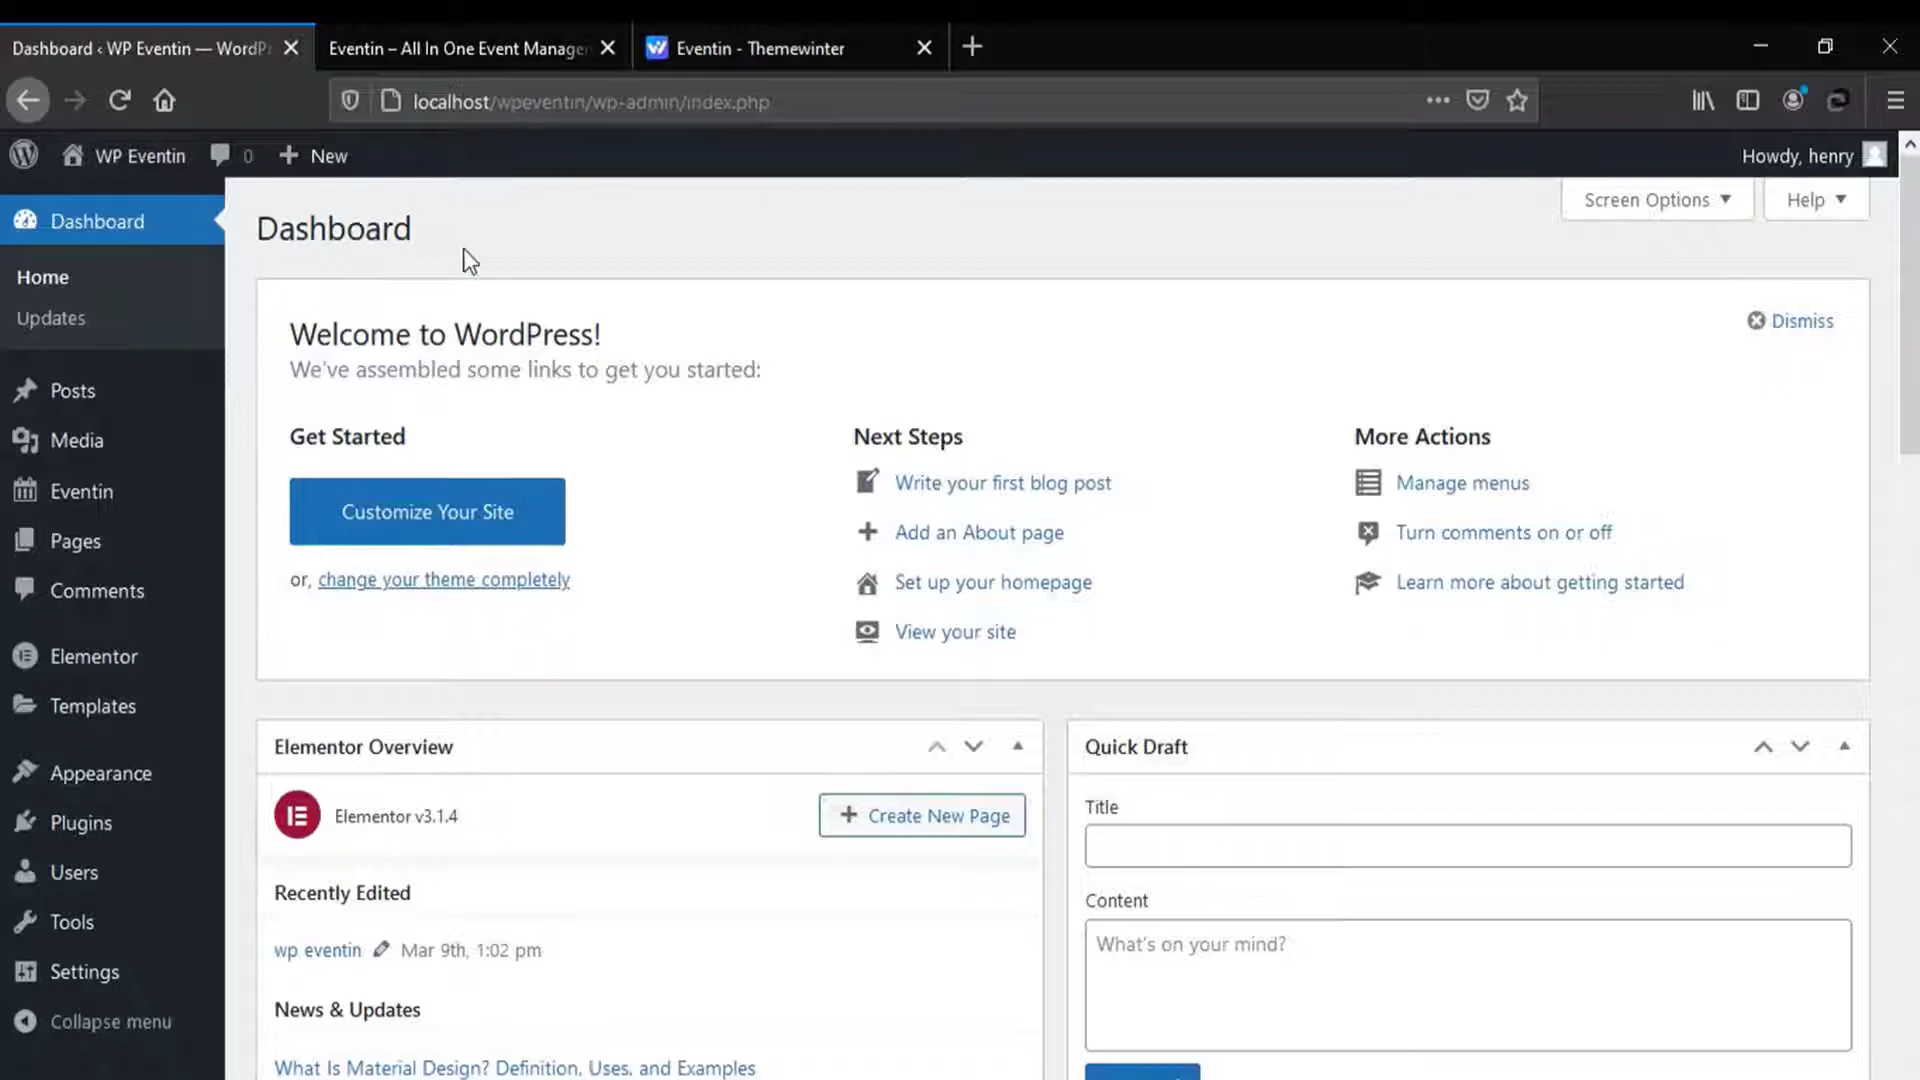 Dashboard ‹ WP Eventin — WordPr
Eventin – All In One Event Manager
Eventin - Themewinter
localhost/wpeventin/wp-admin/index.php
WP Eventin
0
New
Howdy, henry
Dashboard
Home
Updates
Posts
Media
Eventin
Pages
Comments
Elementor
Templates
Appearance
Plugins
Users
Tools
Settings
Collapse menu
Screen Options
Help
Dashboard
Welcome to WordPress!
We've assembled some links to get you started:
Dismiss
Get Started
Customize Your Site
or, change your theme completely
Next Steps
Write your first blog post
Add an About page
Set up your homepage
View your site
More Actions
Manage menus
Turn comments on or off
Learn more about getting started
Elementor Overview
Elementor v3.1.4
Create New Page
Recently Edited
wp eventin Mar 9th, 1:02 pm
News & Updates
What Is Material Design? Definition, Uses, and Examples
Quick Draft
Title
Content
What's on your mind?